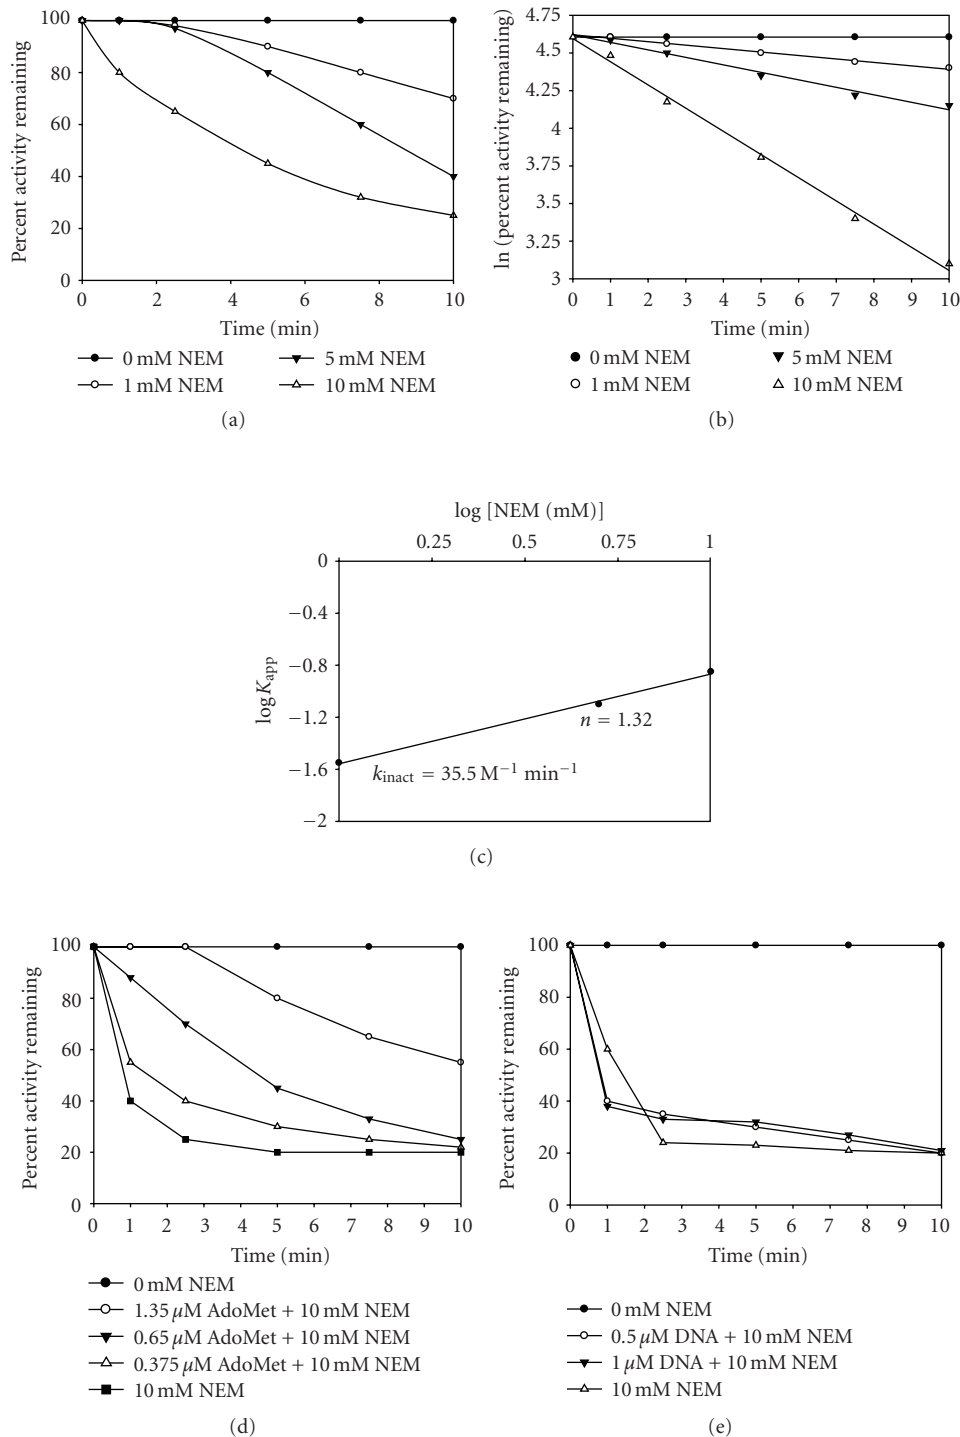 Percent activity remaining
100
80
60
40
20
0
0 2 4 6 8 10
Time (min)
0 mM NEM
1 mM NEM
5 mM NEM
10 mM NEM
(a)
ln (percent activity remaining)
4.75
4.5
4.25
4
3.75
3.5
3.25
3
0 1 2 3 4 5 6 7 8 9 10
Time (min)
0 mM NEM
1 mM NEM
5 mM NEM
10 mM NEM
(b)
log [NEM (mM)]
0.25 0.5 0.75 1
log Kapp
0
−0.4
−0.8
−1.2
−1.6
−2
n = 1.32
kinact = 35.5 M−1 min−1
(c)
Percent activity remaining
100
80
60
40
20
0
0 1 2 3 4 5 6 7 8 9 10
Time (min)
0 mM NEM
1.35 μM AdoMet + 10 mM NEM
0.65 μM AdoMet + 10 mM NEM
0.375 μM AdoMet + 10 mM NEM
10 mM NEM
(d)
Percent activity remaining
100
80
60
40
20
0
0 1 2 3 4 5 6 7 8 9 10
Time (min)
0 mM NEM
0.5 μM DNA + 10 mM NEM
1 μM DNA + 10 mM NEM
10 mM NEM
(e)